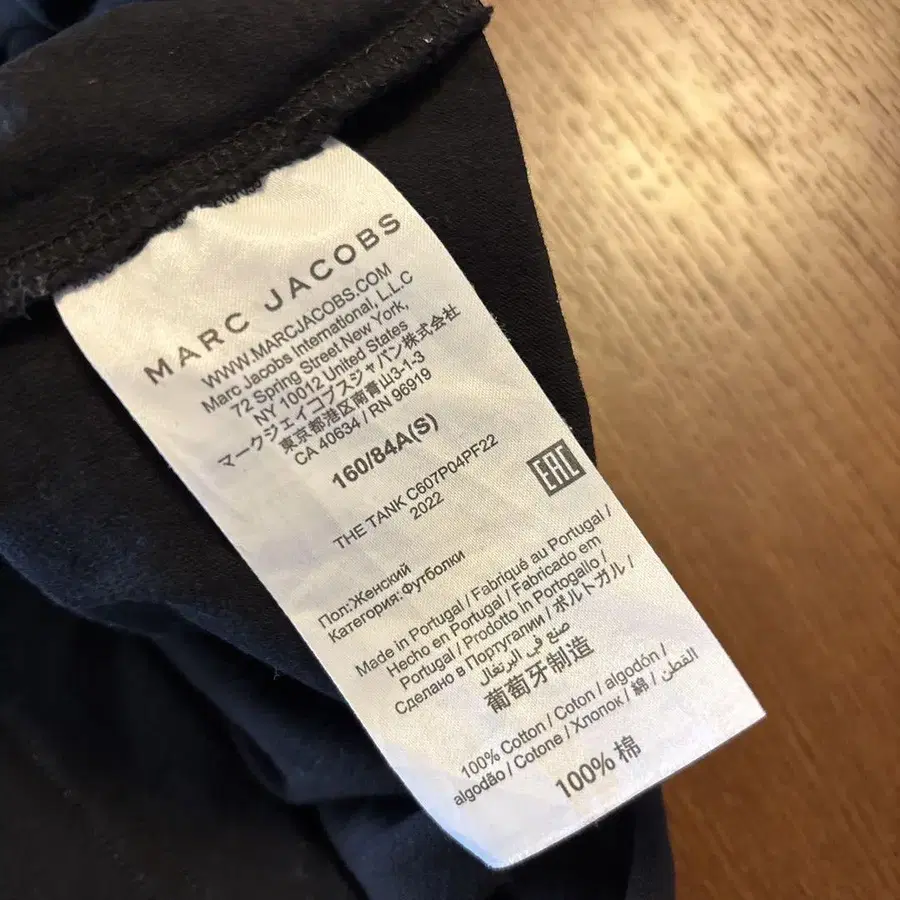 MARC JACOBS
WWW.MARCJACOBS.COM
Marc Jacobs International, L.L.C
72 Spring Street New York,
NY 10012 United States
マークジェイコブスジャパン株式会社
東京都港区南青山3-1-3
CA 40634 / RN 96919
160/84A(S)
THE TANK C607P04PF22
2022
EAC
Пол:Женский
Категория:Футболки
Made in Portugal / Fabriqué au Portugal /
Hecho en Portugal / Fabricado em
Portugal / Prodotto in Portogallo /
Сделано в Португалии / ポルトガル /
صنع في البرتغال
葡萄牙制造
100% Cotton / Coton / algodón /
algodão / Cotone / Хлопок / 綿 / القطن
100% 棉